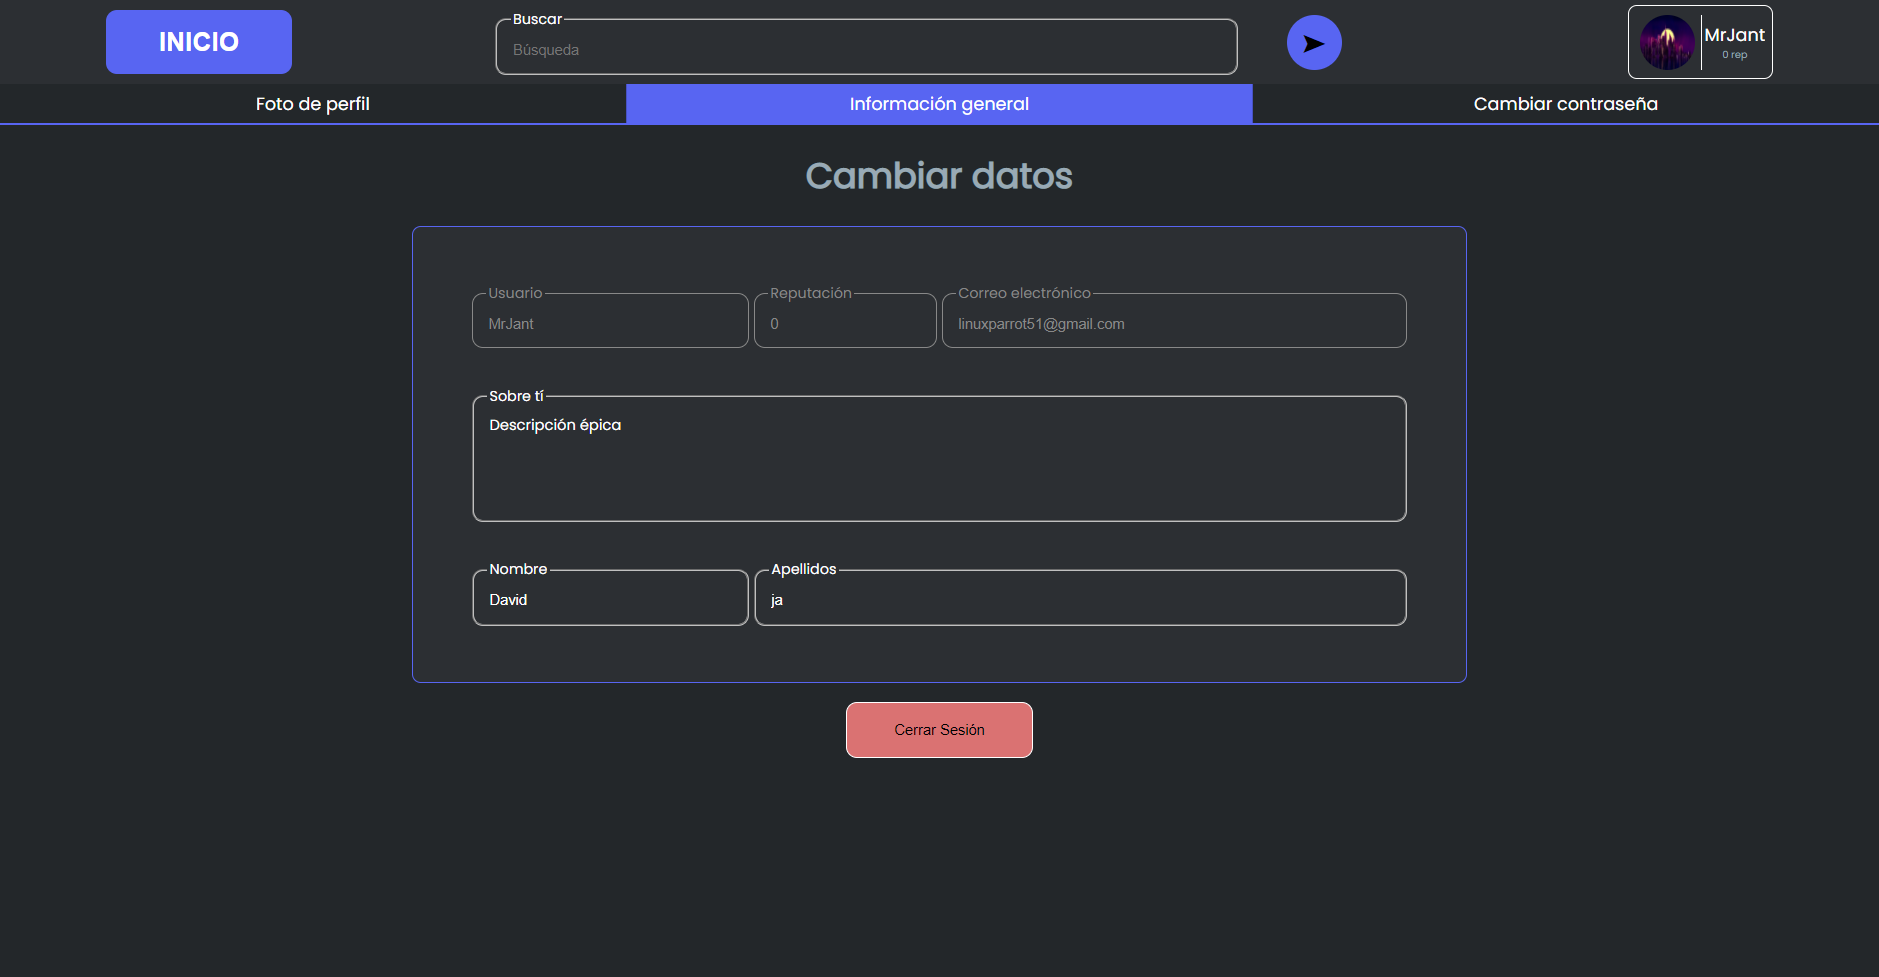 INICIO
Buscar
Búsqueda
MrJant
0 rep
Foto de perfil
Información general
Cambiar contraseña
Cambiar datos
Usuario
MrJant
Reputación
0
Correo electrónico
linuxparrot51@gmail.com
Sobre tí
Descripción épica
Nombre
David
Apellidos
ja
Cerrar Sesión